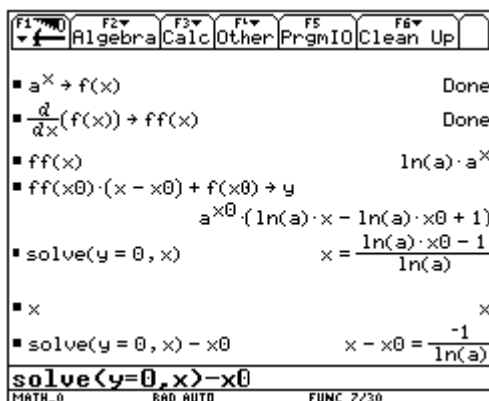 F1 F2 F3 F4 F5 F6
Algebra Calc Other PrgmIO Clean Up
▪ a^x → f(x) Done
▪ d/dx(f(x)) → ff(x) Done
▪ ff(x) ln(a)·a^x
▪ ff(x0)·(x − x0) + f(x0) → y
a^x0·(ln(a)·x − ln(a)·x0 + 1)
▪ solve(y = 0, x) x = (ln(a)·x0 − 1)/ln(a)
▪ x x
▪ solve(y = 0, x) − x0 x − x0 = -1/ln(a)
solve(y=0,x)-x0
MATH_0 RAD AUTO FUNC 7/30